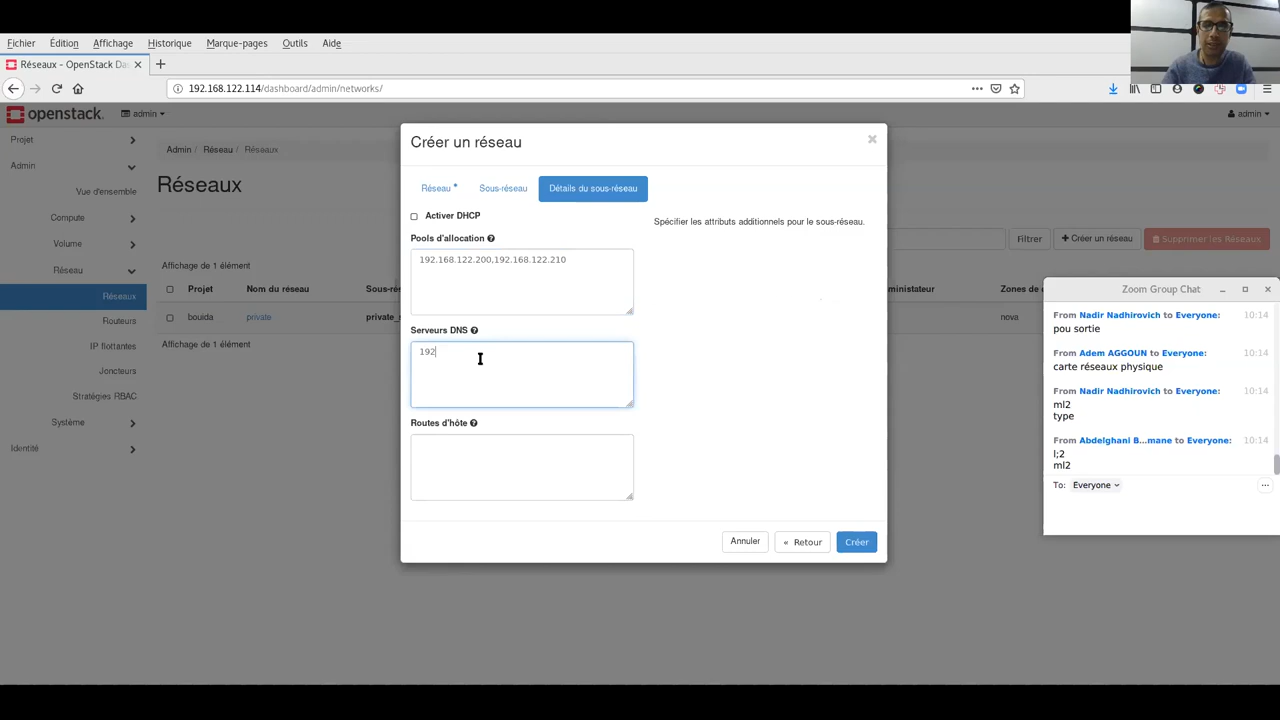 Fichier Édition Affichage Historique Marque-pages Outils Aide
Réseaux - OpenStack Da
192.168.122.114/dashboard/admin/networks/
openstack. admin
admin
Projet
Admin
Vue d'ensemble
Compute
Volume
Réseau
Réseaux
Routeurs
IP flottantes
Joncteurs
Stratégies RBAC
Système
Identité
Admin / Réseau / Réseaux
Réseaux
Filtrer
+ Créer un réseau
Supprimer les Réseaux
Affichage de 1 élément
Projet Nom du réseau Sous-rés ministateur Zones de d
bouida private private_s nova
Affichage de 1 élément
Créer un réseau
Réseau * Sous-réseau Détails du sous-réseau
Activer DHCP
Spécifier les attributs additionnels pour le sous-réseau.
Pools d'allocation
192.168.122.200,192.168.122.210
Serveurs DNS
192
Routes d'hôte
Annuler « Retour Créer
Zoom Group Chat
From Nadir Nadhirovich to Everyone: 10:14
pou sortie
From Adem AGGOUN to Everyone: 10:14
carte réseaux physique
From Nadir Nadhirovich to Everyone: 10:14
ml2
type
From Abdelghani B...mane to Everyone: 10:14
l;2
ml2
To: Everyone